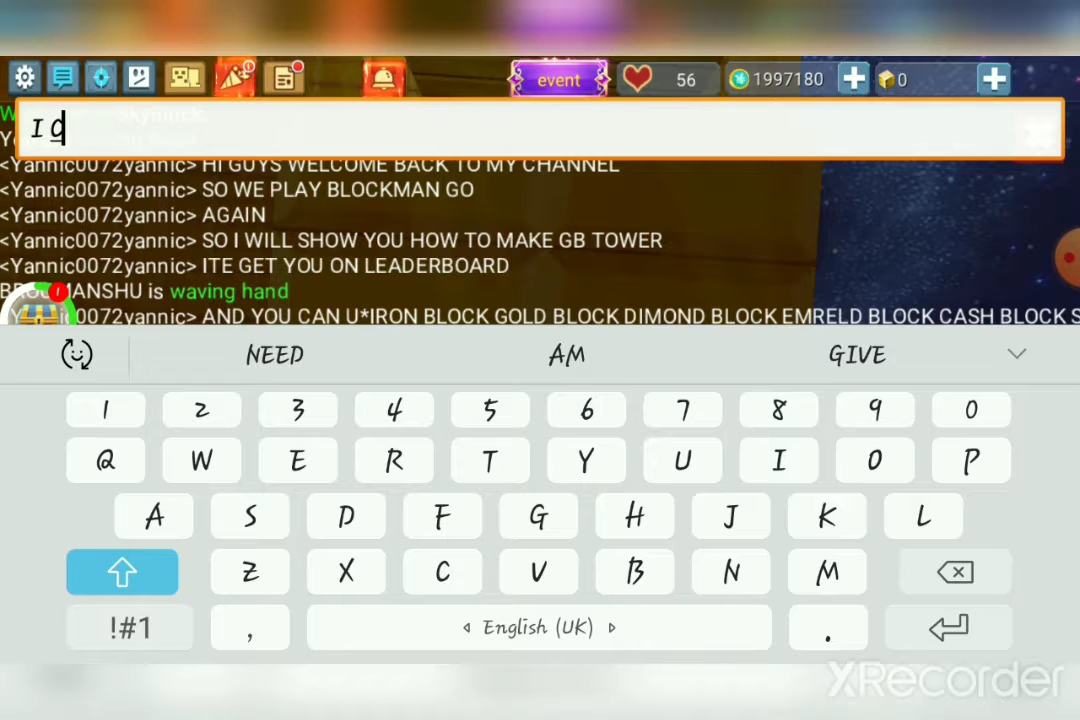 event
56
1997180
0
I
<Yannic0072yannic> HI GUYS WELCOME BACK TO MY CHANNEL
<Yannic0072yannic> SO WE PLAY BLOCKMAN GO
<Yannic0072yannic> AGAIN
<Yannic0072yannic> SO I WILL SHOW YOU HOW TO MAKE GB TOWER
<Yannic0072yannic> ITE GET YOU ON LEADERBOARD
is waving hand
0072yannic> AND YOU CAN U*IRON BLOCK GOLD BLOCK DIMOND BLOCK EMRELD BLOCK CASH BLOCK S
NEED AM GIVE
1 2 3 4 5 6 7 8 9 0
Q W E R T Y U I O P
A S D F G H J K L
Z X C V B N M
!#1 , English (UK) .
XRecorder